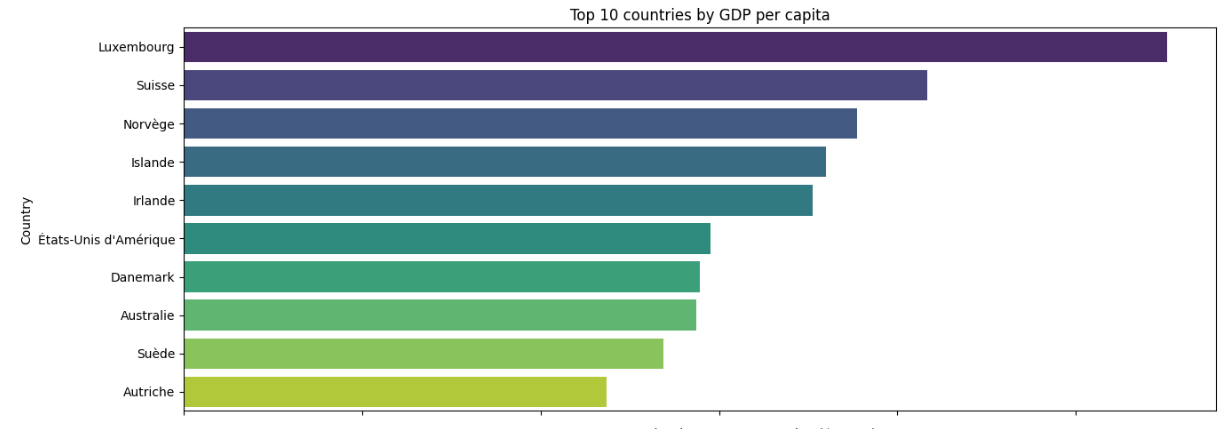 Top 10 countries by GDP per capita
Luxembourg
Suisse
Norvège
Islande
Irlande
États-Unis d'Amérique
Danemark
Australie
Suède
Autriche
Country